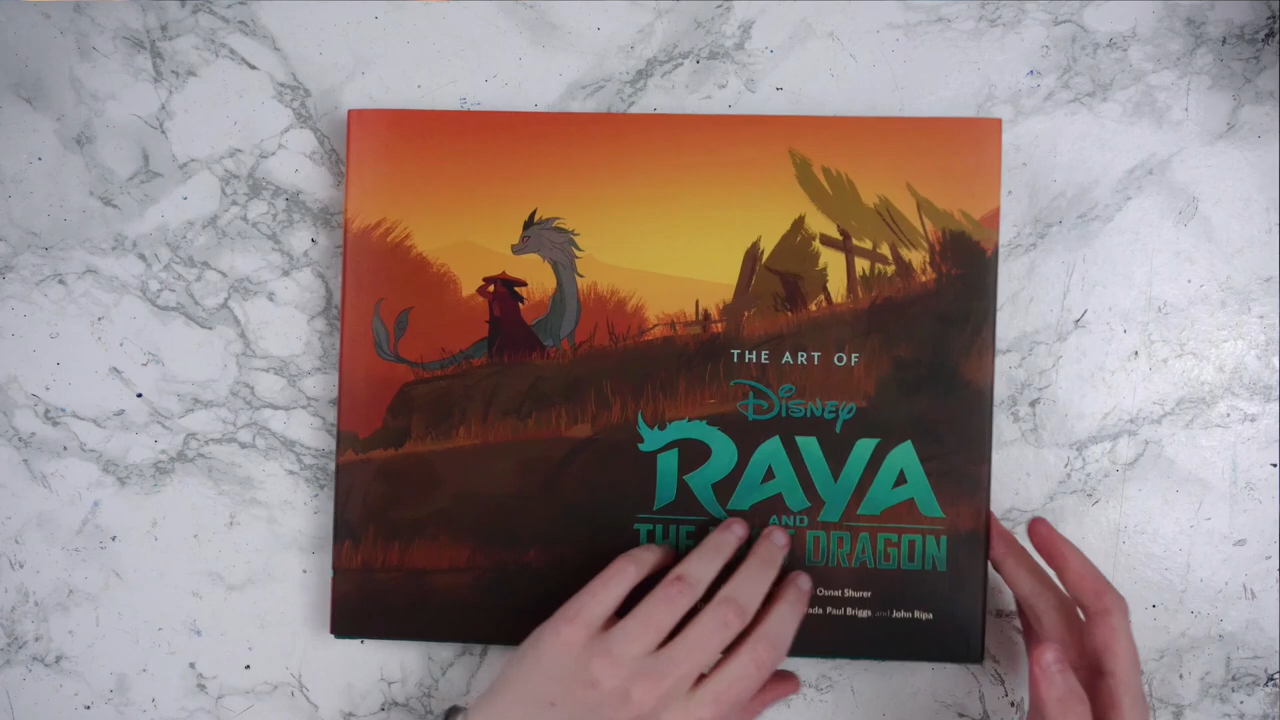 THE ART OF
Disney
RAYA
AND
THE DRAGON
Osnat Shurer
Paul Briggs and John Ripa